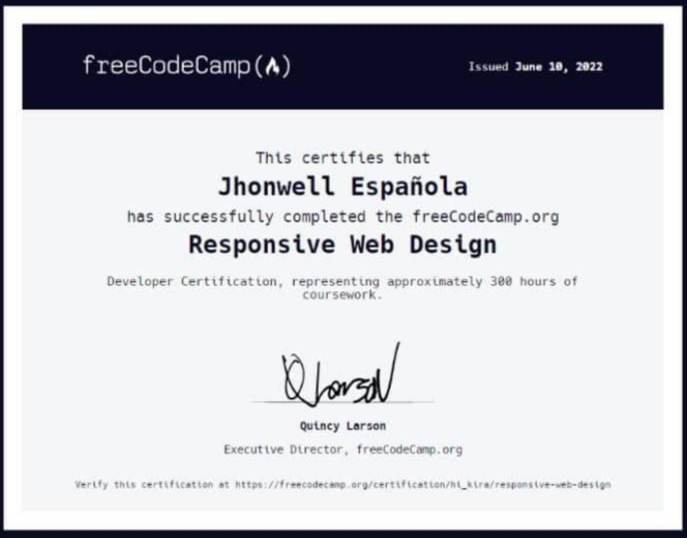 freeCodeCamp(🔥)
Issued June 10, 2022
This certifies that
Jhonwell Española
has successfully completed the freeCodeCamp.org
Responsive Web Design
Developer Certification, representing approximately 300 hours of
coursework.
QLarson
Quincy Larson
Executive Director, freeCodeCamp.org
Verify this certification at https://freecodecamp.org/certification/hi_kira/responsive-web-design